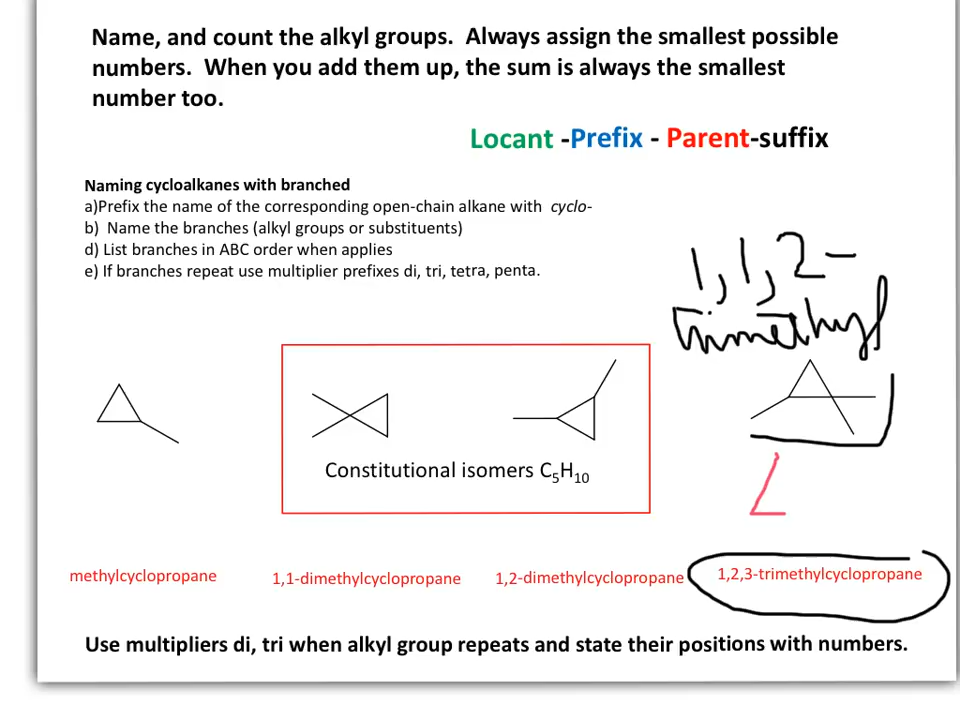 Name, and count the alkyl groups.  Always assign the smallest possible
numbers.  When you add them up, the sum is always the smallest
number too.
Locant -Prefix - Parent-suffix
Naming cycloalkanes with branched
a)Prefix the name of the corresponding open-chain alkane with cyclo-
b)  Name the branches (alkyl groups or substituents)
d) List branches in ABC order when applies
e) If branches repeat use multiplier prefixes di, tri, tetra, penta.
1,1,2-
Trimethyl
Constitutional isomers C₅H₁₀
methylcyclopropane
1,1-dimethylcyclopropane
1,2-dimethylcyclopropane
1,2,3-trimethylcyclopropane
Use multipliers di, tri when alkyl group repeats and state their positions with numbers.